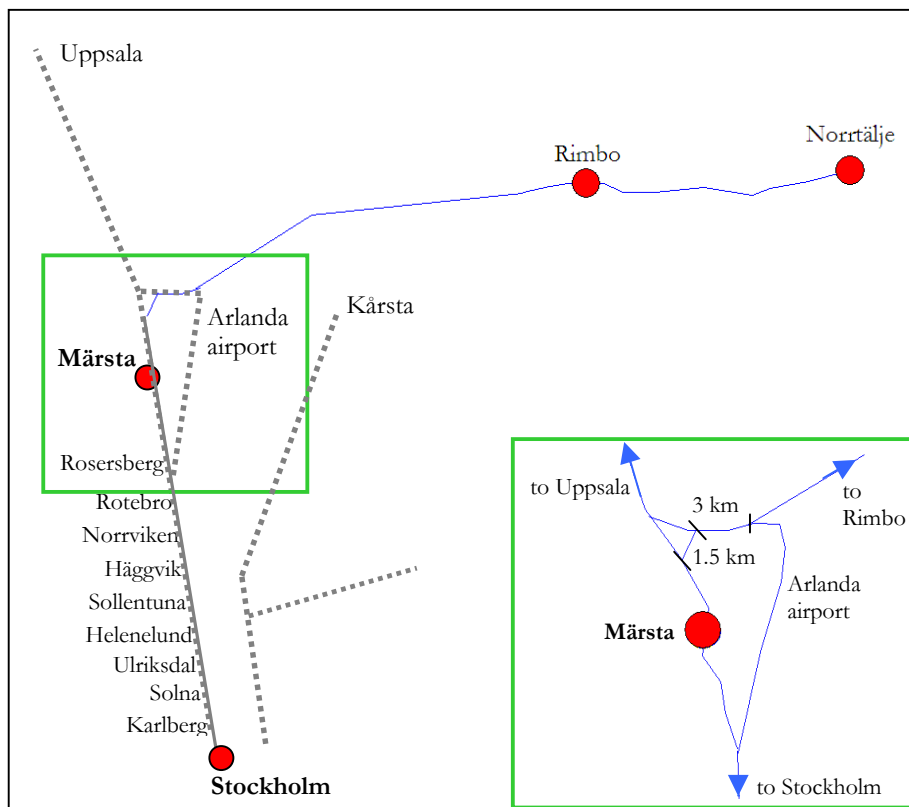 Uppsala
Norrtälje
Rimbo
Kårsta
Arlanda
airport
Märsta
Rosersberg
Rotebro
Norrviken
Häggvik
Sollentuna
Helenelund
Ulriksdal
Solna
Karlberg
Stockholm
to Uppsala
3 km
to
Rimbo
1.5 km
Arlanda
airport
Märsta
to Stockholm